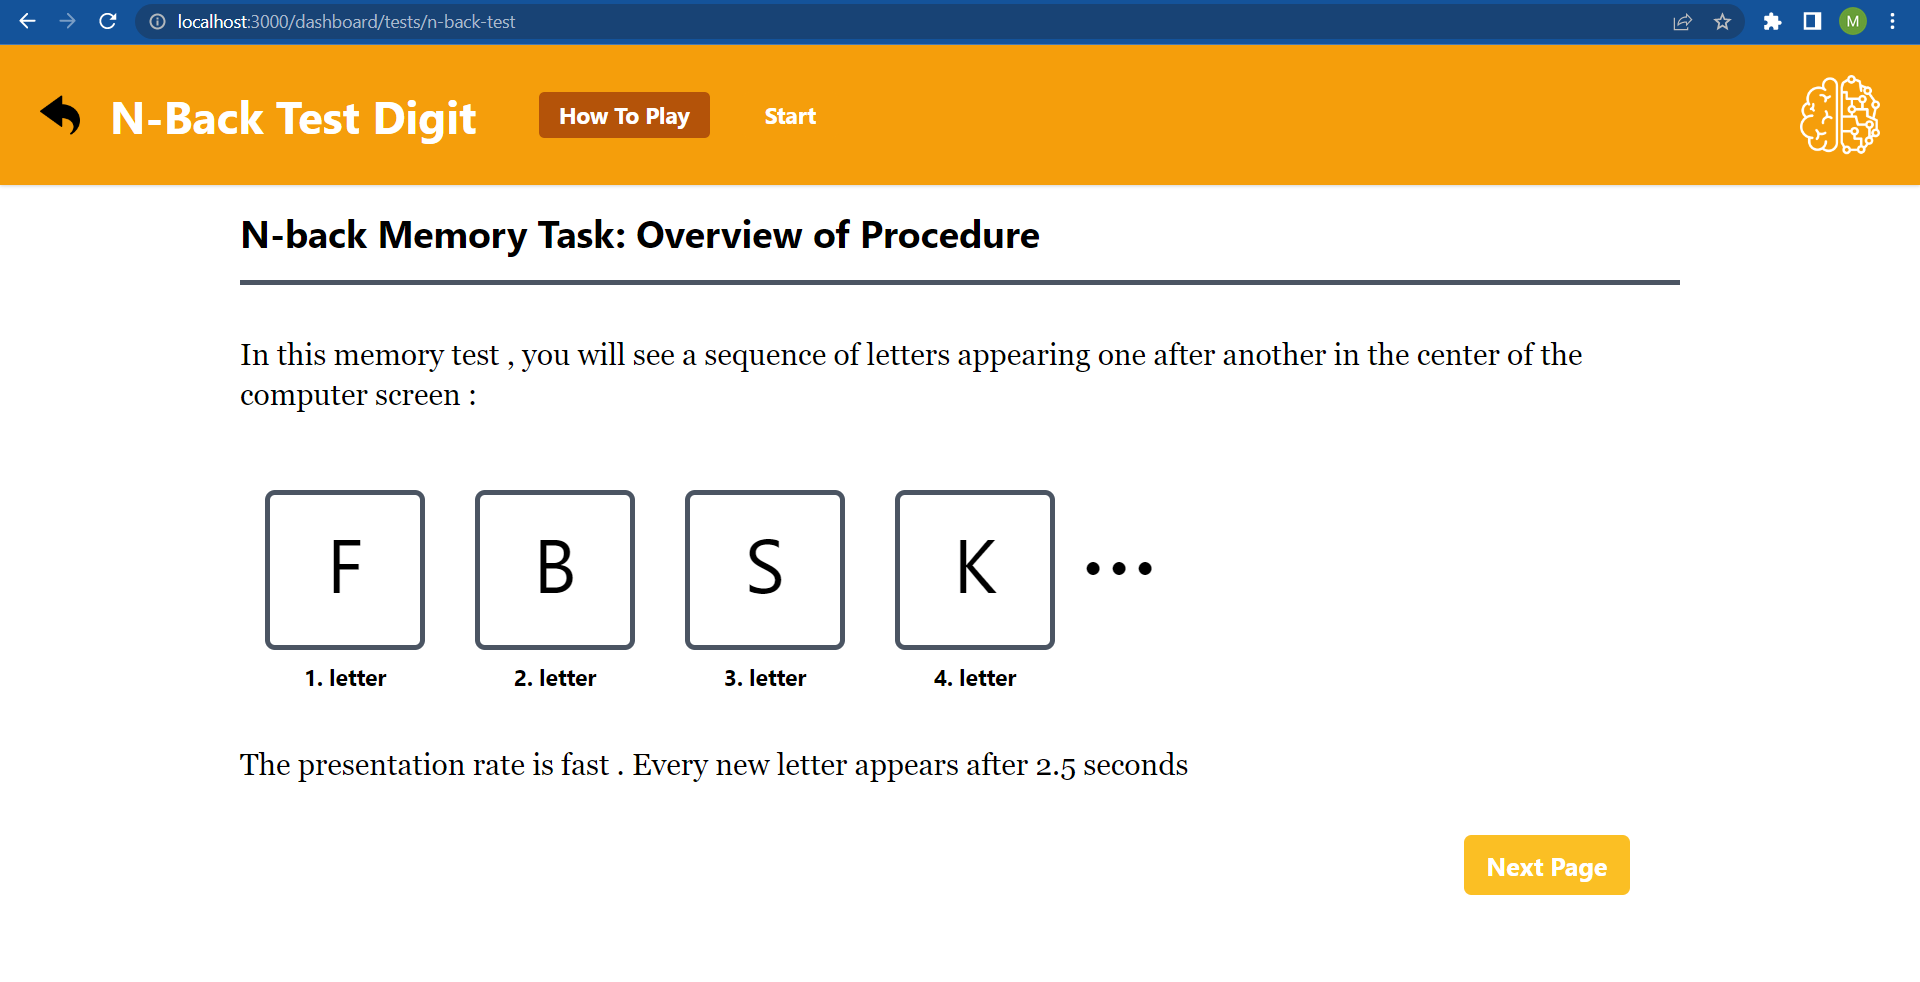 localhost:3000/dashboard/tests/n-back-test
M
N-Back Test Digit
How To Play
Start
N-back Memory Task: Overview of Procedure
In this memory test , you will see a sequence of letters appearing one after another in the center of the
computer screen :
F B S K •••
1. letter 2. letter 3. letter 4. letter
The presentation rate is fast . Every new letter appears after 2.5 seconds
Next Page